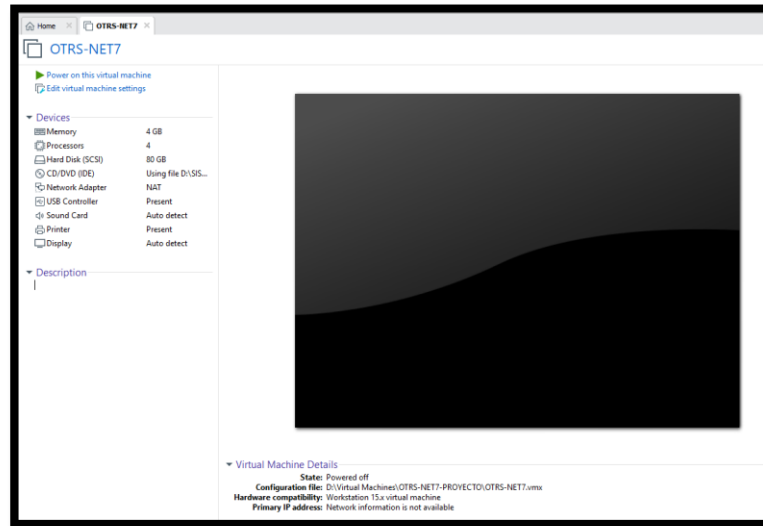 Home OTRS-NET7
OTRS-NET7
Power on this virtual machine
Edit virtual machine settings
Devices
Memory 4 GB
Processors 4
Hard Disk (SCSI) 80 GB
CD/DVD (IDE) Using file D:\SIS...
Network Adapter NAT
USB Controller Present
Sound Card Auto detect
Printer Present
Display Auto detect
Description
Virtual Machine Details
State: Powered off
Configuration file: D:\Virtual Machines\OTRS-NET7-PROYECTO\OTRS-NET7.vmx
Hardware compatibility: Workstation 15.x virtual machine
Primary IP address: Network information is not available